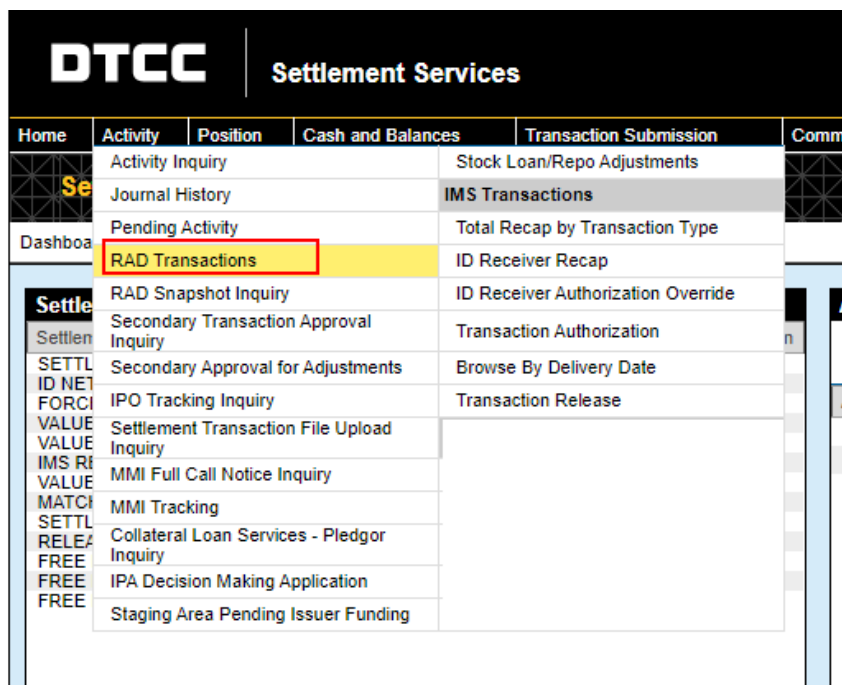 DTCC Settlement Services
Home Activity Position Cash and Balances Transaction Submission Comm
Se
Dashboa
Activity Inquiry
Journal History
Pending Activity
RAD Transactions
RAD Snapshot Inquiry
Secondary Transaction Approval
Inquiry
Secondary Approval for Adjustments
IPO Tracking Inquiry
Settlement Transaction File Upload
Inquiry
MMI Full Call Notice Inquiry
MMI Tracking
Collateral Loan Services - Pledgor
Inquiry
IPA Decision Making Application
Staging Area Pending Issuer Funding
Stock Loan/Repo Adjustments
IMS Transactions
Total Recap by Transaction Type
ID Receiver Recap
ID Receiver Authorization Override
Transaction Authorization
Browse By Delivery Date
Transaction Release
Settle
Settlem
SETTL
ID NET
FORCI
VALUE
VALUE
IMS RE
VALUE
MATCH
SETTL
RELEA
FREE
FREE
FREE
n